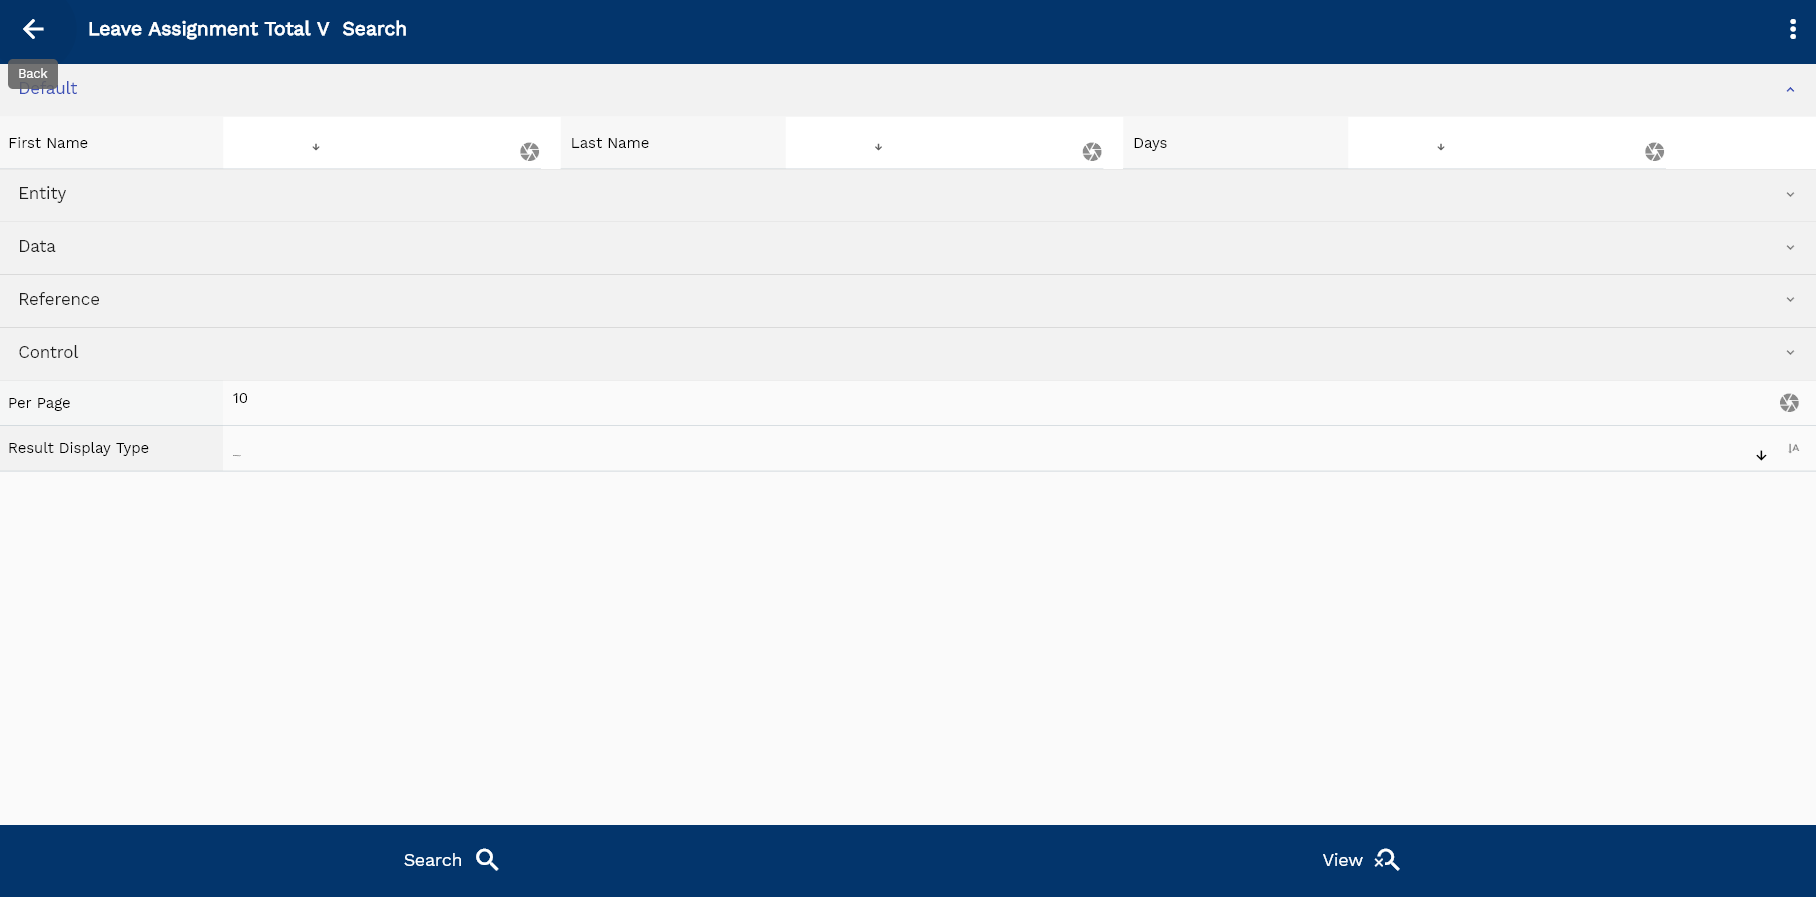 Leave Assignment Total V Search
Back
Default
First Name
Last Name
Days
Entity
Data
Reference
Control
Per Page
10
Result Display Type
_
A
Search
View